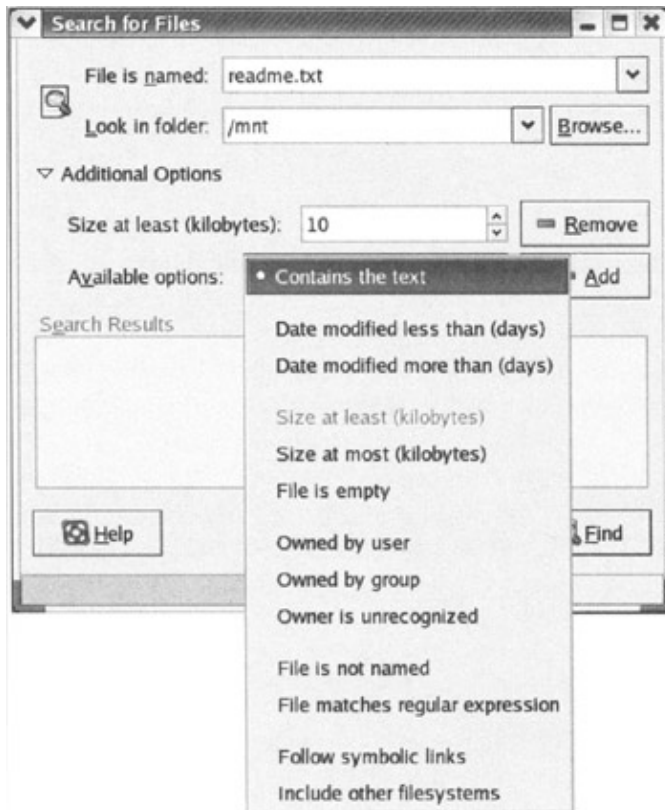 Search for Files
File is named: readme.txt
Look in folder: /mnt Browse...
Additional Options
Size at least (kilobytes): 10 Remove
Available options: Contains the text Add
Search Results
Date modified less than (days)
Date modified more than (days)
Size at least (kilobytes)
Size at most (kilobytes)
File is empty
Help Find
Owned by user
Owned by group
Owner is unrecognized
File is not named
File matches regular expression
Follow symbolic links
Include other filesystems